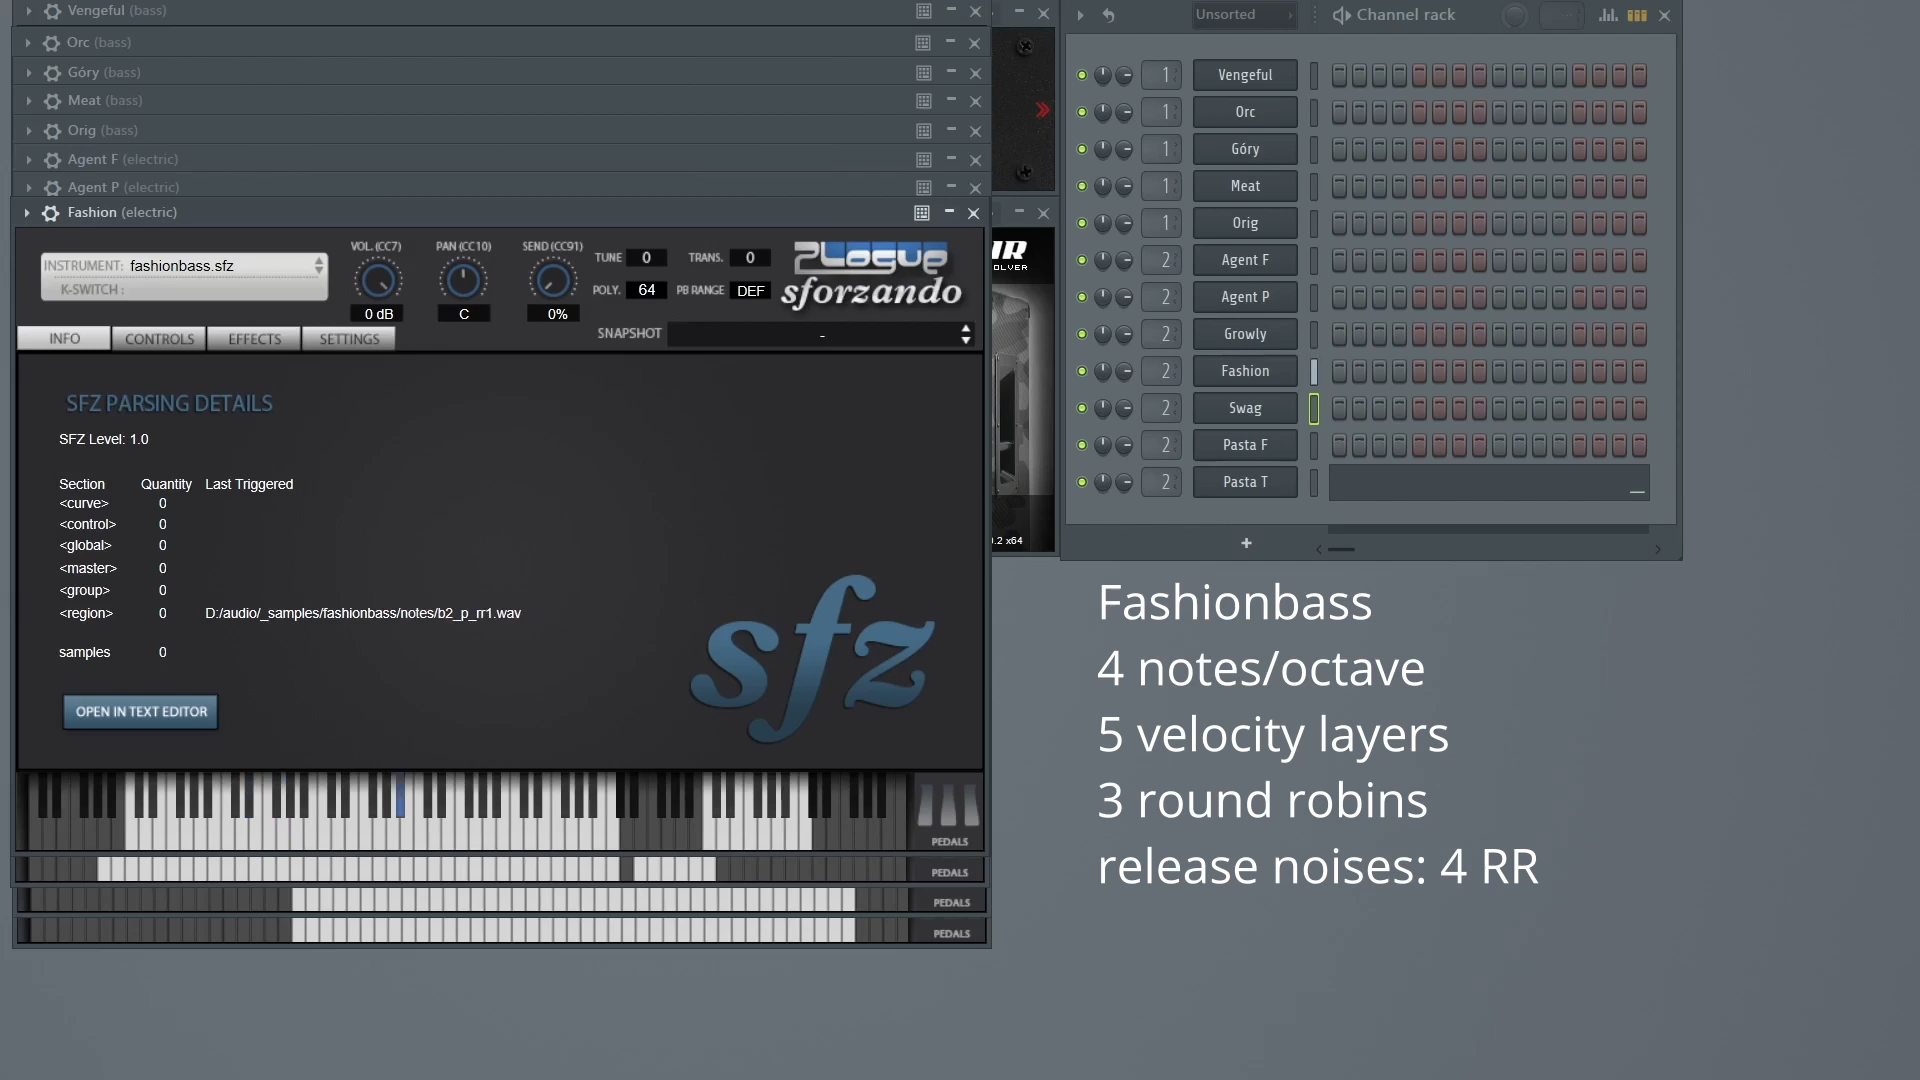 Vengeful (bass)
Orc (bass)
Góry (bass)
Meat (bass)
Orig (bass)
Agent F (electric)
Agent P (electric)
Fashion (electric)
INSTRUMENT: fashionbass.sfz
K-SWITCH :
VOL. (CC7)
0 dB
PAN (CC10)
C
SEND (CC91)
0%
TUNE 0
TRANS. 0
POLY. 64
PB RANGE DEF
Plogue
sforzando
SNAPSHOT -
INFO
CONTROLS
EFFECTS
SETTINGS
SFZ PARSING DETAILS
SFZ Level: 1.0
Section Quantity Last Triggered
<curve> 0
<control> 0
<global> 0
<master> 0
<group> 0
<region> 0 D:/audio/_samples/fashionbass/notes/b2_p_rr1.wav
samples 0
OPEN IN TEXT EDITOR
sfz
PEDALS
PEDALS
PEDALS
PEDALS
IR
OLVER
.2 x64
Unsorted
Channel rack
1 Vengeful
1 Orc
1 Góry
1 Meat
1 Orig
2 Agent F
2 Agent P
2 Growly
2 Fashion
2 Swag
2 Pasta F
2 Pasta T
+
Fashionbass
4 notes/octave
5 velocity layers
3 round robins
release noises: 4 RR